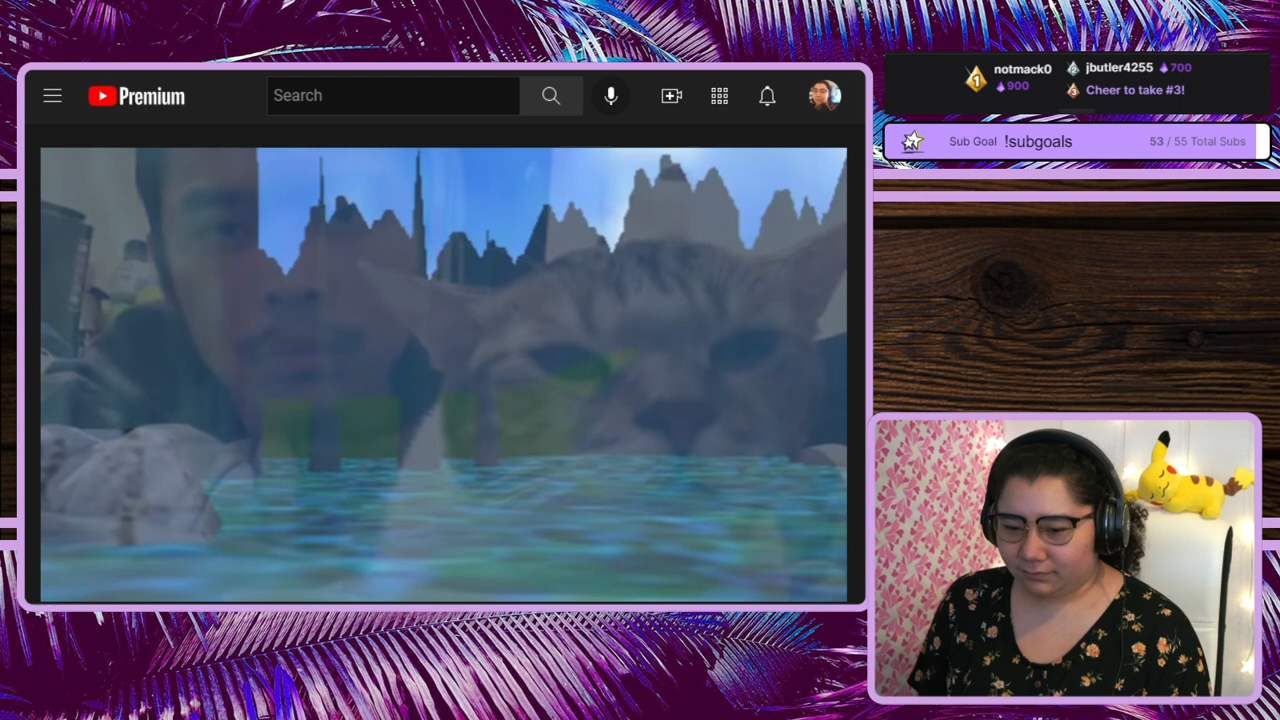 Premium
Search
notmack0
900
jbutler4255 700
Cheer to take #3!
Sub Goal !subgoals 53 / 55 Total Subs